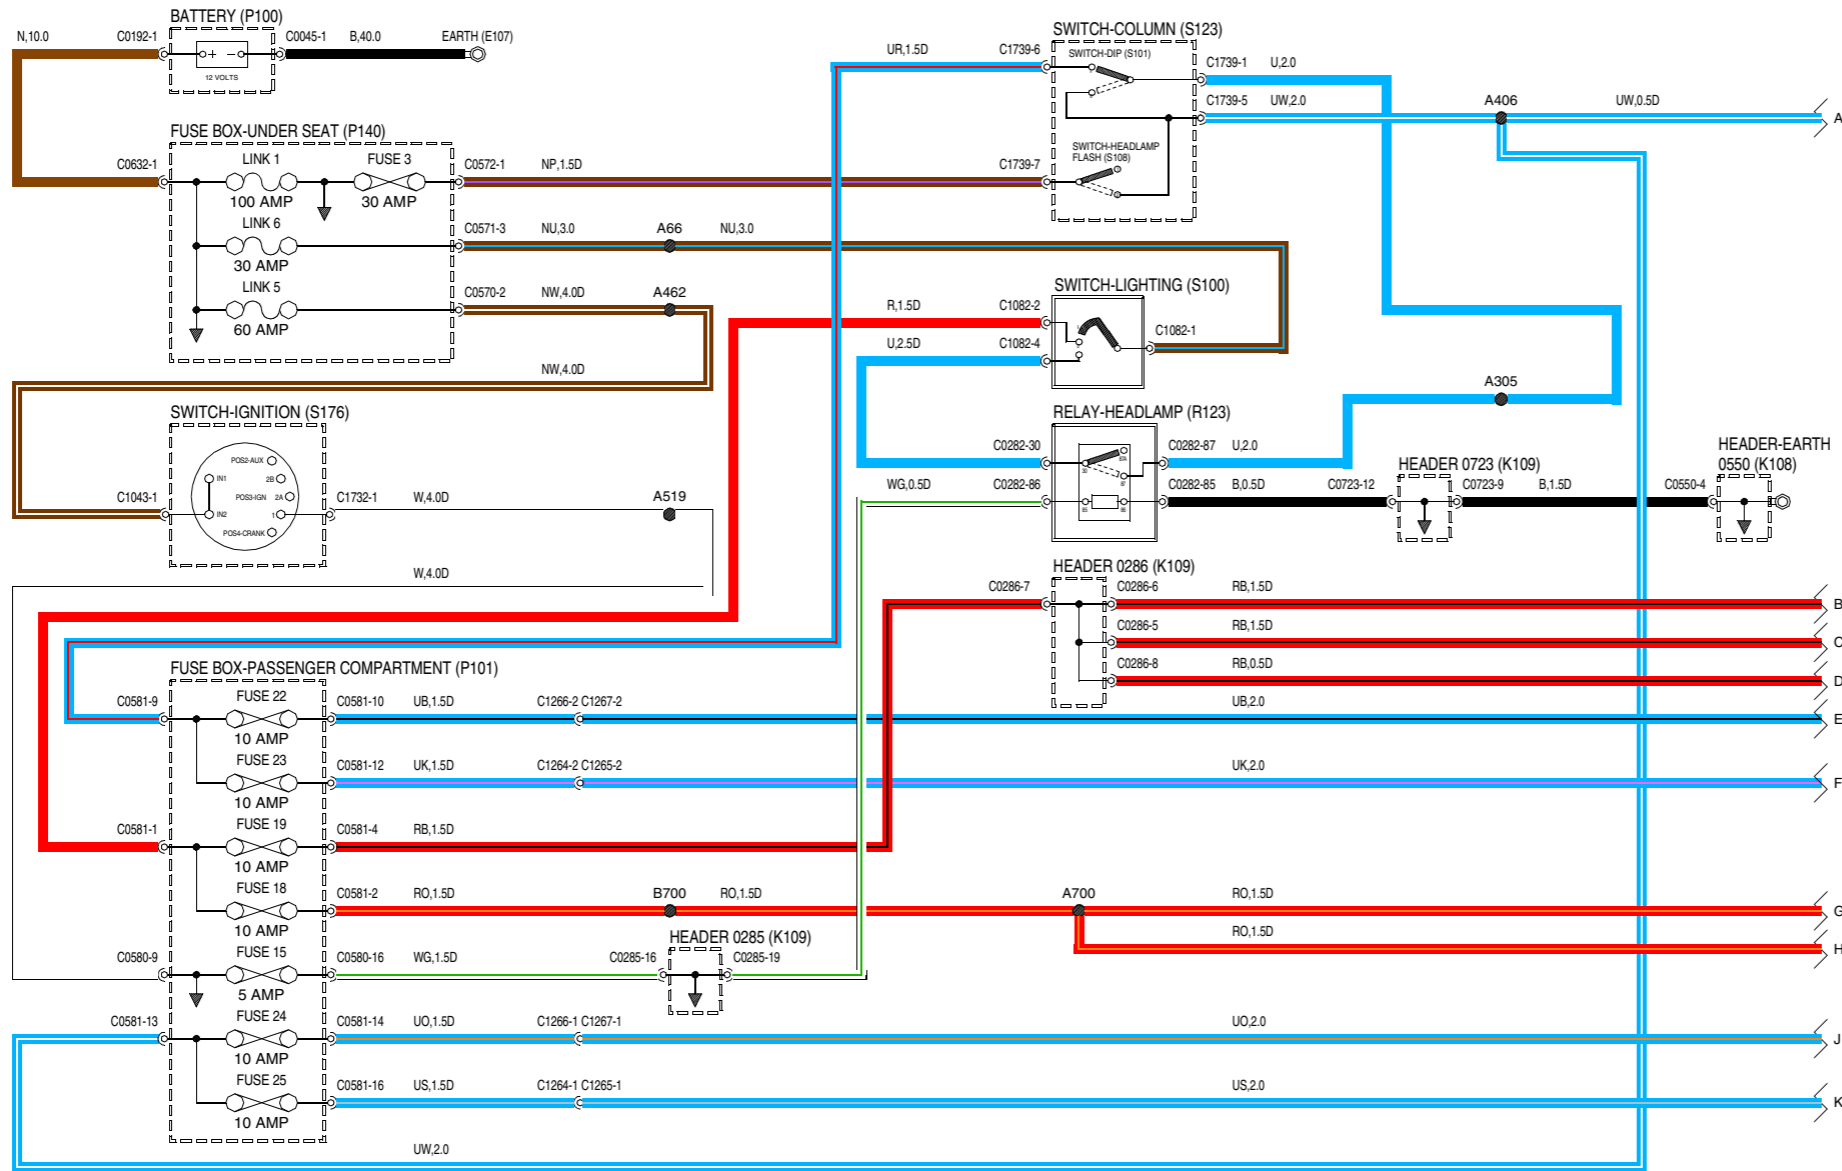 BATTERY (P100)
N,10.0
C0192-1
C0045-1
B,40.0
EARTH (E107)
12 VOLTS
SWITCH-COLUMN (S123)
UR,1.5D
C1739-6
SWITCH-DIP (S101)
C1739-1
U,2.0
C1739-5
UW,2.0
A406
UW,0.5D
A
FUSE BOX-UNDER SEAT (P140)
C0632-1
LINK 1
100 AMP
FUSE 3
30 AMP
C0572-1
NP,1.5D
C1739-7
SWITCH-HEADLAMP
FLASH (S108)
LINK 6
30 AMP
C0571-3
NU,3.0
A66
NU,3.0
LINK 5
60 AMP
C0570-2
NW,4.0D
A462
SWITCH-LIGHTING (S100)
R,1.5D
C1082-2
C1082-1
U,2.5D
C1082-4
NW,4.0D
A305
SWITCH-IGNITION (S176)
POS2-AUX
IN1
2B
POS3-IGN
2A
IN2
1
POS4-CRANK
C1043-1
C1732-1
W,4.0D
A519
W,4.0D
RELAY-HEADLAMP (R123)
C0282-30
C0282-87
U,2.0
WG,0.5D
C0282-86
C0282-85
B,0.5D
30
87A
87
85
86
C0723-12
HEADER 0723 (K109)
C0723-9
B,1.5D
C0550-4
HEADER-EARTH
0550 (K108)
HEADER 0286 (K109)
C0286-7
C0286-6
RB,1.5D
B
C0286-5
RB,1.5D
C
C0286-8
RB,0.5D
D
FUSE BOX-PASSENGER COMPARTMENT (P101)
C0581-9
FUSE 22
10 AMP
C0581-10
UB,1.5D
C1266-2 C1267-2
UB,2.0
E
FUSE 23
10 AMP
C0581-12
UK,1.5D
C1264-2 C1265-2
UK,2.0
F
C0581-1
FUSE 19
10 AMP
C0581-4
RB,1.5D
FUSE 18
10 AMP
C0581-2
RO,1.5D
B700
RO,1.5D
A700
RO,1.5D
G
RO,1.5D
H
C0580-9
FUSE 15
5 AMP
C0580-16
WG,1.5D
C0285-16
HEADER 0285 (K109)
C0285-19
C0581-13
FUSE 24
10 AMP
C0581-14
UO,1.5D
C1266-1 C1267-1
UO,2.0
J
FUSE 25
10 AMP
C0581-16
US,1.5D
C1264-1 C1265-1
US,2.0
K
UW,2.0